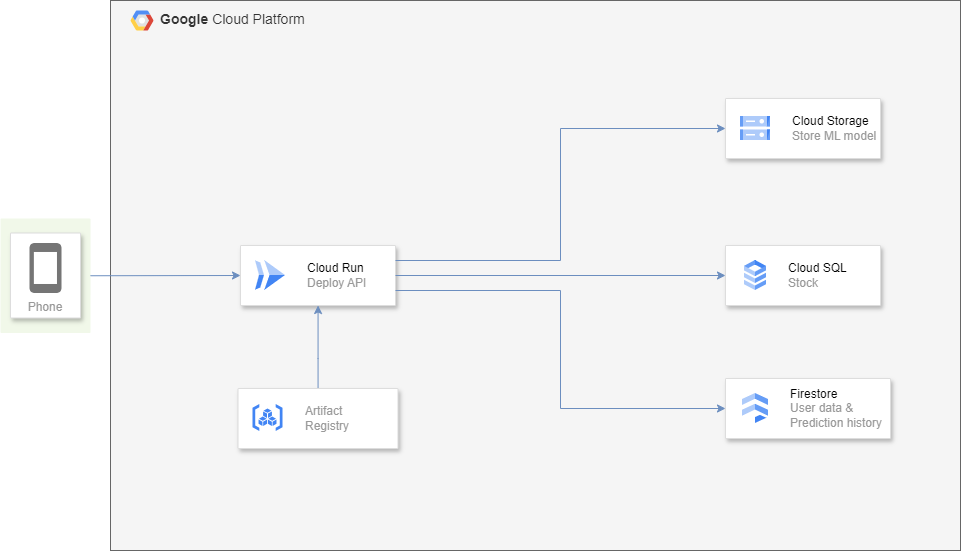 Google Cloud Platform
Cloud Storage
Store ML model
Phone
Cloud Run
Deploy API
Cloud SQL
Stock
Artifact
Registry
Firestore
User data &
Prediction history